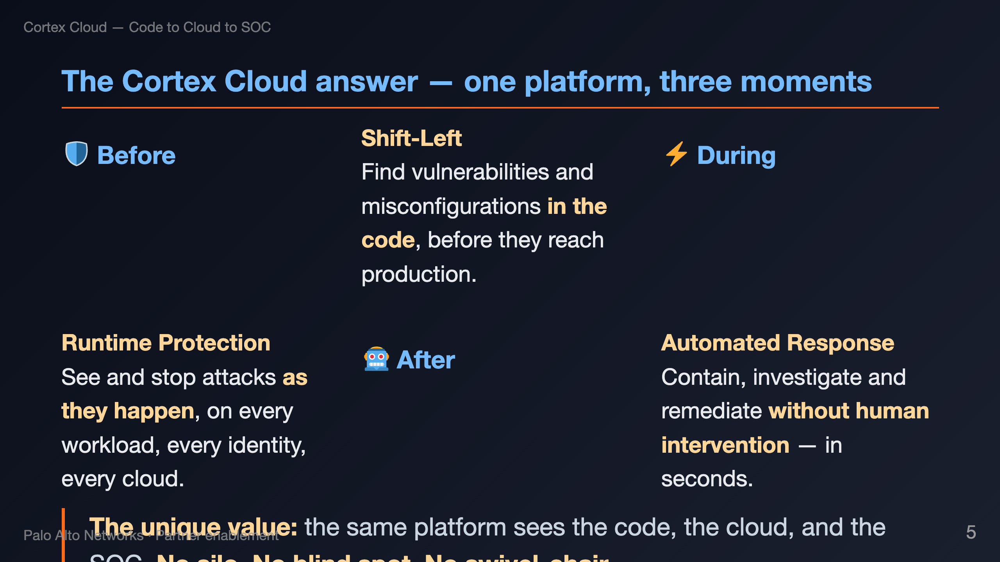 Cortex Cloud — Code to Cloud to SOC
The Cortex Cloud answer — one platform, three moments
Before
Shift-Left
Find vulnerabilities and
misconfigurations in the
code, before they reach
production.
During
Runtime Protection
See and stop attacks as
they happen, on every
workload, every identity,
every cloud.
After
Automated Response
Contain, investigate and
remediate without human
intervention — in
seconds.
The unique value: the same platform sees the code, the cloud, and the
SOC. No silo. No blind spot. No swivel-chair.
Palo Alto Networks · Partner enablement
5